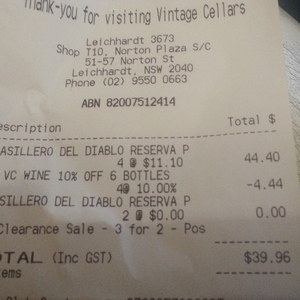 Thank-you for visiting Vintage Cellars
Leichhardt 3673
Shop T10, Norton Plaza S/C
51-57 Norton St
Leichhardt, NSW 2040
Phone (02) 9550 0663
ABN 82007512414
escription Total $
ASILLERO DEL DIABLO RESERVA P
4 @ $11.10 44.40
VC WINE 10% OFF 6 BOTTLES
4@ 10.00% -4.44
SILLERO DEL DIABLO RESERVA P
2 @ $0.00 0.00
Clearance Sale - 3 for 2 - Pos
OTAL (Inc GST) $39.96
ems